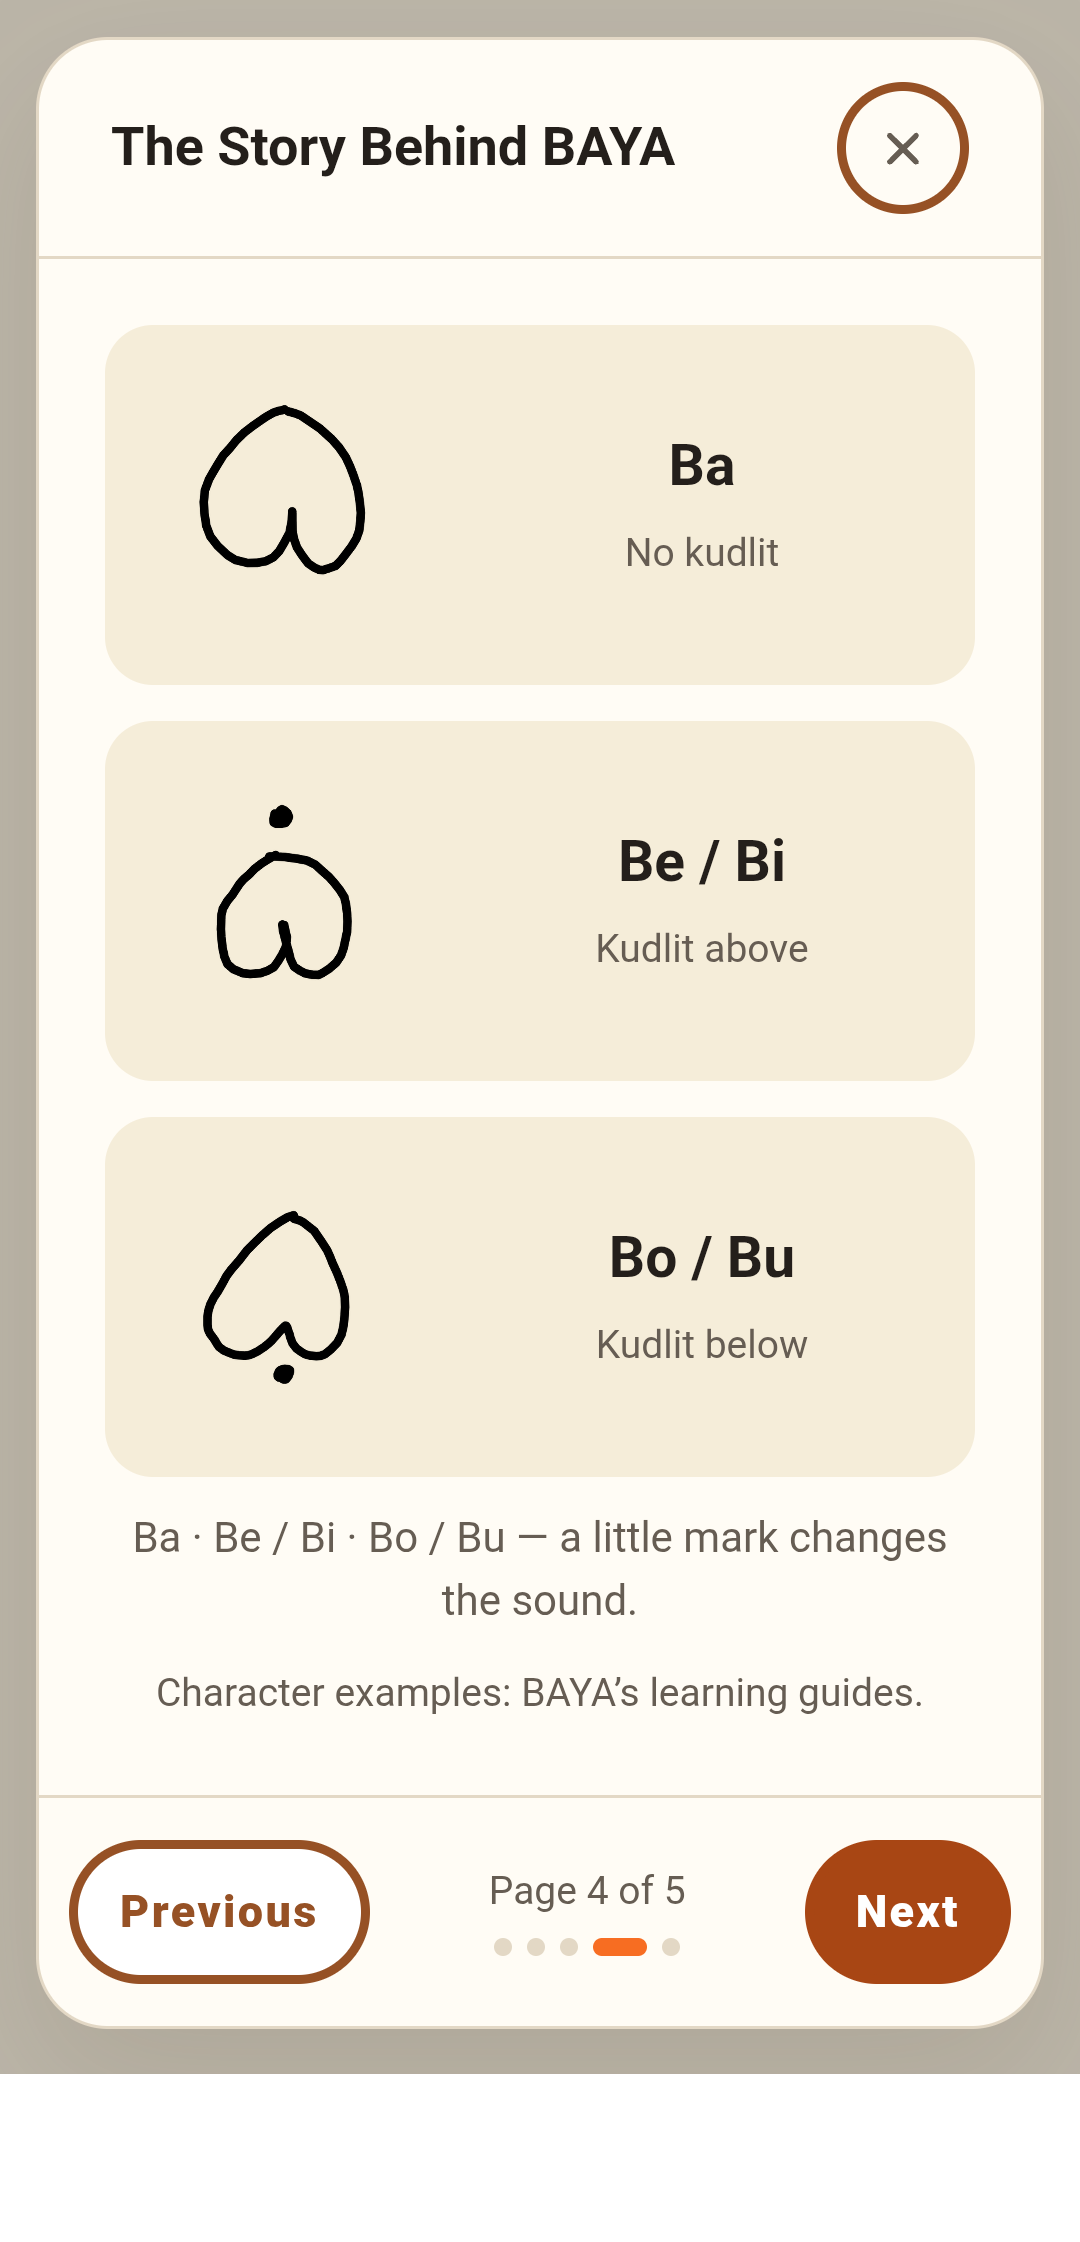 The Story Behind BAYA
ᜊ
Ba
No kudlit
ᜊᜒ
Be / Bi
Kudlit above
ᜊᜓ
Bo / Bu
Kudlit below
Ba · Be / Bi · Bo / Bu — a little mark changes
the sound.
Character examples: BAYA’s learning guides.
Previous
Page 4 of 5
Next